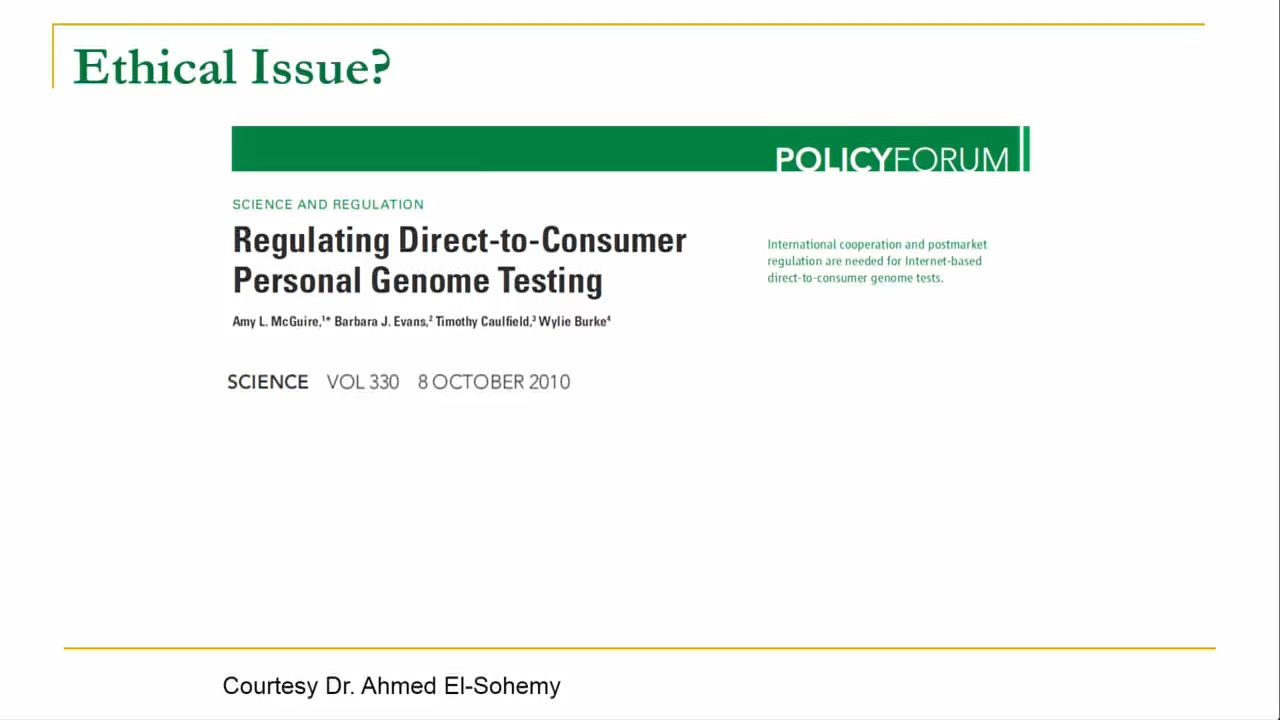 Ethical Issue?
POLICYFORUM
SCIENCE AND REGULATION
Regulating Direct-to-Consumer
Personal Genome Testing
International cooperation and postmarket
regulation are needed for Internet-based
direct-to-consumer genome tests.
Amy L. McGuire,¹* Barbara J. Evans,² Timothy Caulfield,³ Wylie Burke⁴
SCIENCE VOL 330 8 OCTOBER 2010
Courtesy Dr. Ahmed El-Sohemy